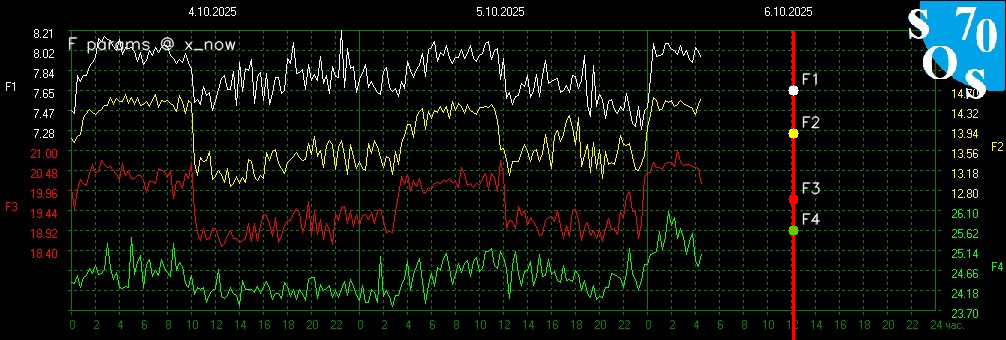 4.10.2025 5.10.2025 6.10.2025
F params @ x_now
SOS 70
F1
8.21
8.02
7.84
7.65
7.47
7.28
F3
21.00
20.48
19.96
19.44
18.92
18.40
F1
F2
F3
F4
F2
14.70
14.32
13.94
13.56
13.18
12.80
F4
26.10
25.62
25.14
24.66
24.18
23.70
0 2 4 6 8 10 12 14 16 18 20 22 0 2 4 6 8 10 12 14 16 18 20 22 0 2 4 6 8 10 12 14 16 18 20 22 24 час.